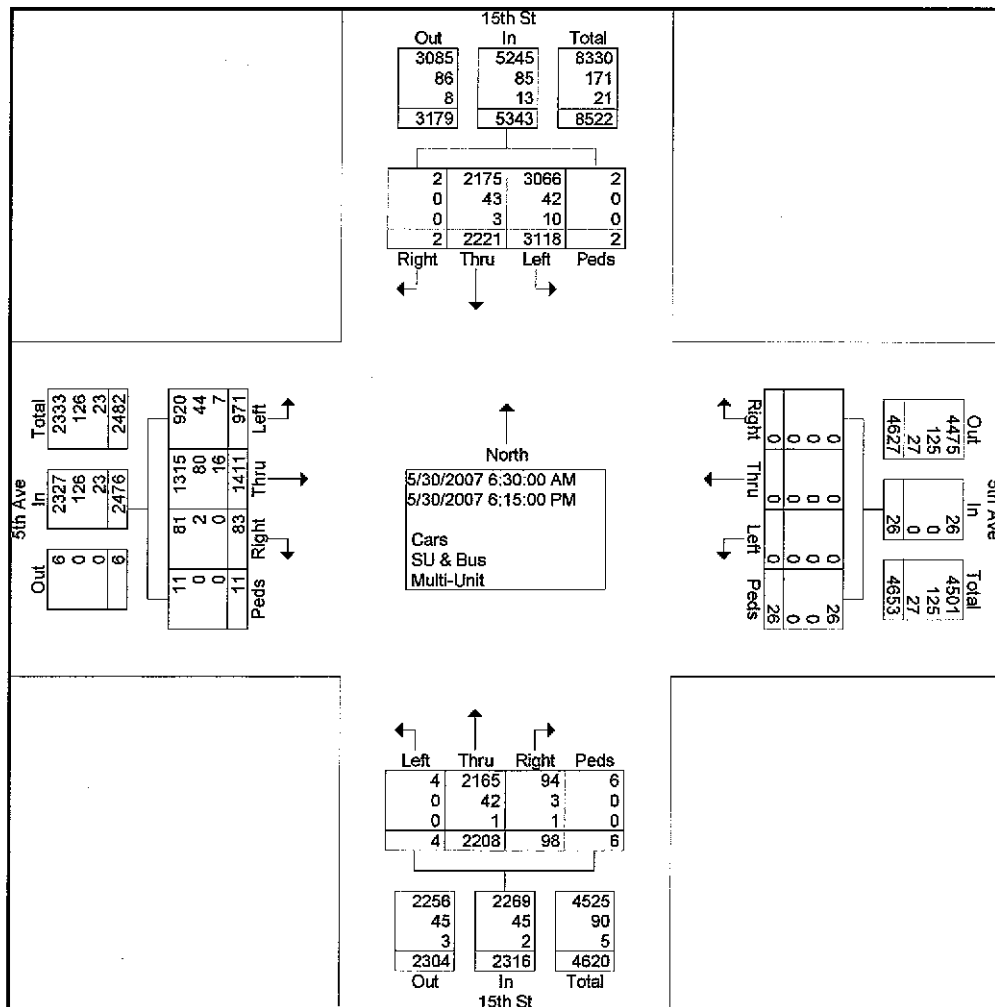 15th St
Out In Total
3085 5245 8330
86 85 171
8 13 21
3179 5343 8522
2 2175 3066 2
0 43 42 0
0 3 10 0
2 2221 3118 2
Right Thru Left Peds
5th Ave
Total In Out
2333 2327 6
126 126 0
23 23 0
2482 2476 6
920 1315 81 11
44 80 2 0
7 16 0 0
971 1411 83 11
Left Thru Right Peds
North
5/30/2007 6:30:00 AM
5/30/2007 6:15:00 PM
Cars
SU & Bus
Multi-Unit
Right Thru Left Peds
0 0 0 26
0 0 0 0
0 0 0 0
0 0 0 26
Out In Total
4475 26 4501
125 0 125
27 0 27
4627 26 4653
5th Ave
Left Thru Right Peds
4 2165 94 6
0 42 3 0
0 1 1 0
4 2208 98 6
2256 2269 4525
45 45 90
3 2 5
2304 2316 4620
Out In Total
15th St